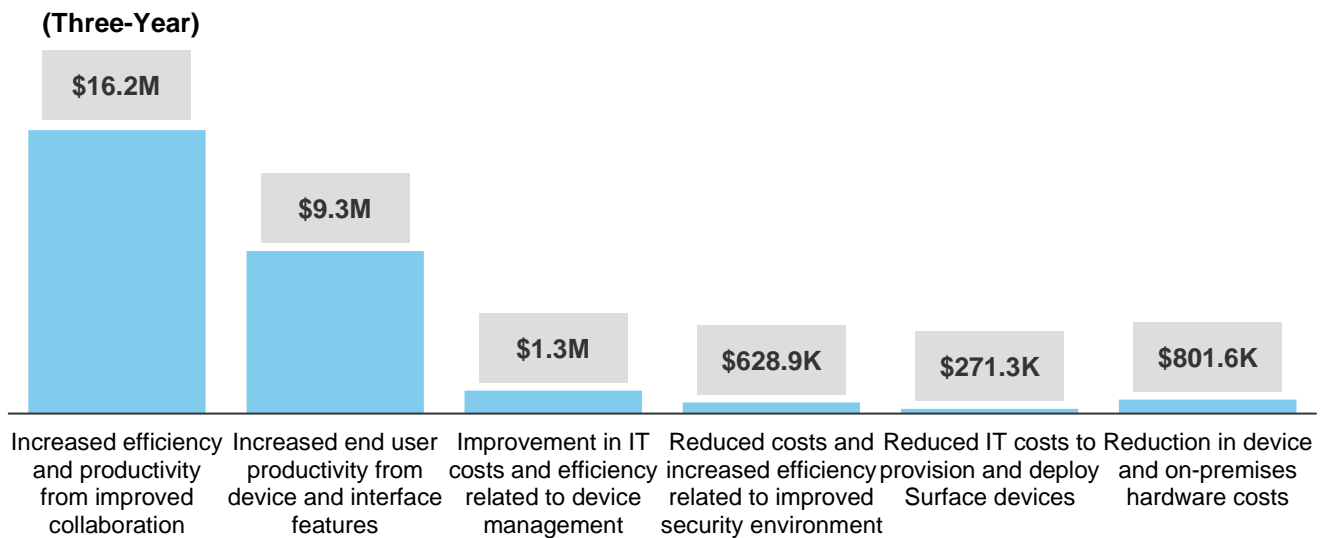 (Three-Year)
$16.2M
$9.3M
$1.3M
$628.9K
$271.3K
$801.6K
Increased efficiency
and productivity
from improved
collaboration
Increased end user
productivity from
device and interface
features
Improvement in IT
costs and efficiency
related to device
management
Reduced costs and
increased efficiency
related to improved
security environment
Reduced IT costs to
provision and deploy
Surface devices
Reduction in device
and on-premises
hardware costs